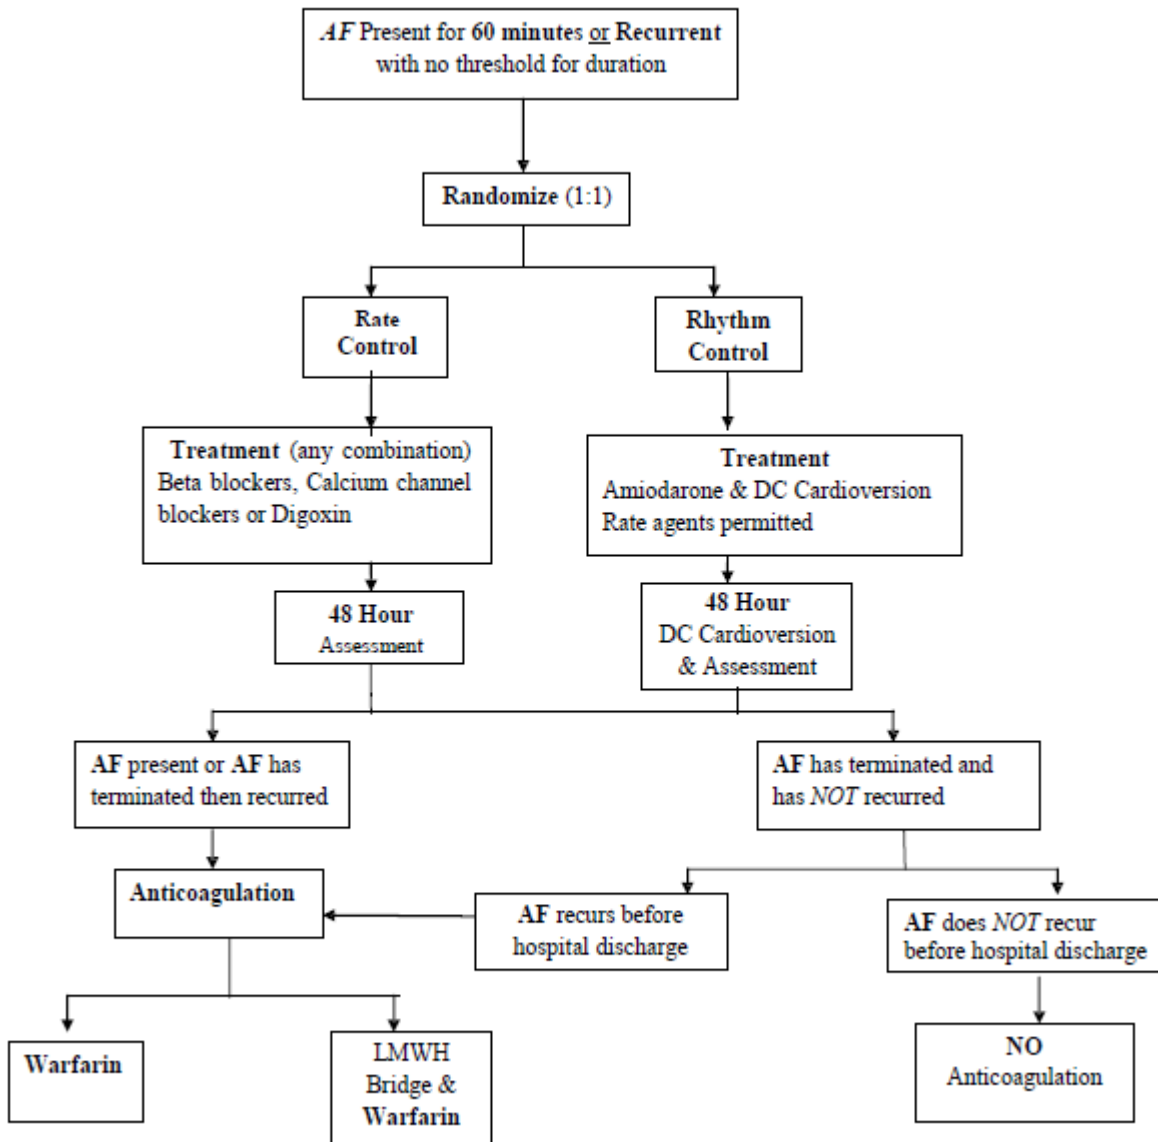 AF Present for 60 minutes or Recurrent
with no threshold for duration
Randomize (1:1)
Rate
Control
Rhythm
Control
Treatment (any combination)
Beta blockers, Calcium channel
blockers or Digoxin
Treatment
Amiodarone & DC Cardioversion
Rate agents permitted
48 Hour
Assessment
48 Hour
DC Cardioversion
& Assessment
AF present or AF has
terminated then recurred
AF has terminated and
has NOT recurred
Anticoagulation
AF recurs before
hospital discharge
AF does NOT recur
before hospital discharge
Warfarin
LMWH
Bridge &
Warfarin
NO
Anticoagulation